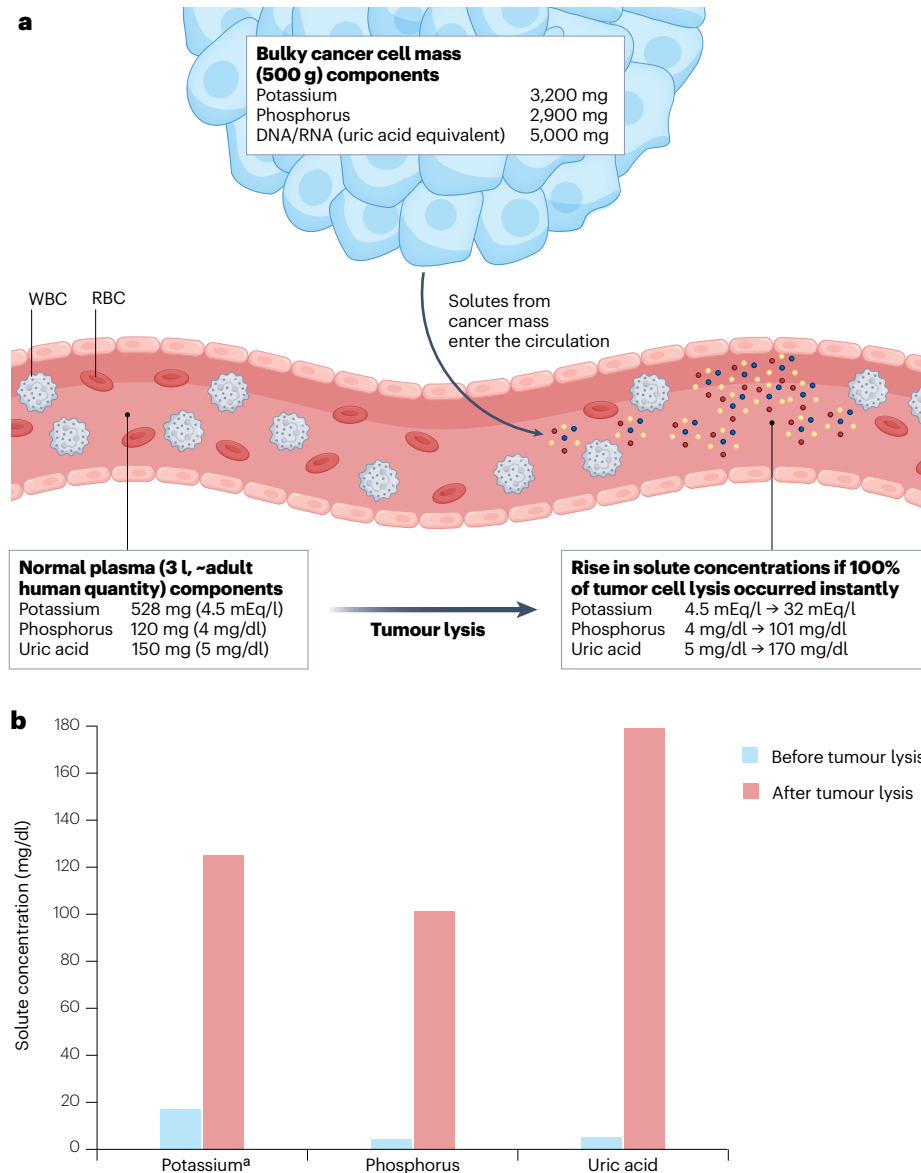 a
Bulky cancer cell mass
(500 g) components
Potassium 3,200 mg
Phosphorus 2,900 mg
DNA/RNA (uric acid equivalent) 5,000 mg
WBC RBC
Solutes from
cancer mass
enter the circulation
Normal plasma (3 l, ~adult
human quantity) components
Potassium 528 mg (4.5 mEq/l)
Phosphorus 120 mg (4 mg/dl)
Uric acid 150 mg (5 mg/dl)
Tumour lysis
Rise in solute concentrations if 100%
of tumor cell lysis occurred instantly
Potassium 4.5 mEq/l → 32 mEq/l
Phosphorus 4 mg/dl → 101 mg/dl
Uric acid 5 mg/dl → 170 mg/dl
b
Solute concentration (mg/dl)
180
160
140
120
100
80
60
40
20
0
Potassiumᵃ Phosphorus Uric acid
Before tumour lysis
After tumour lysis